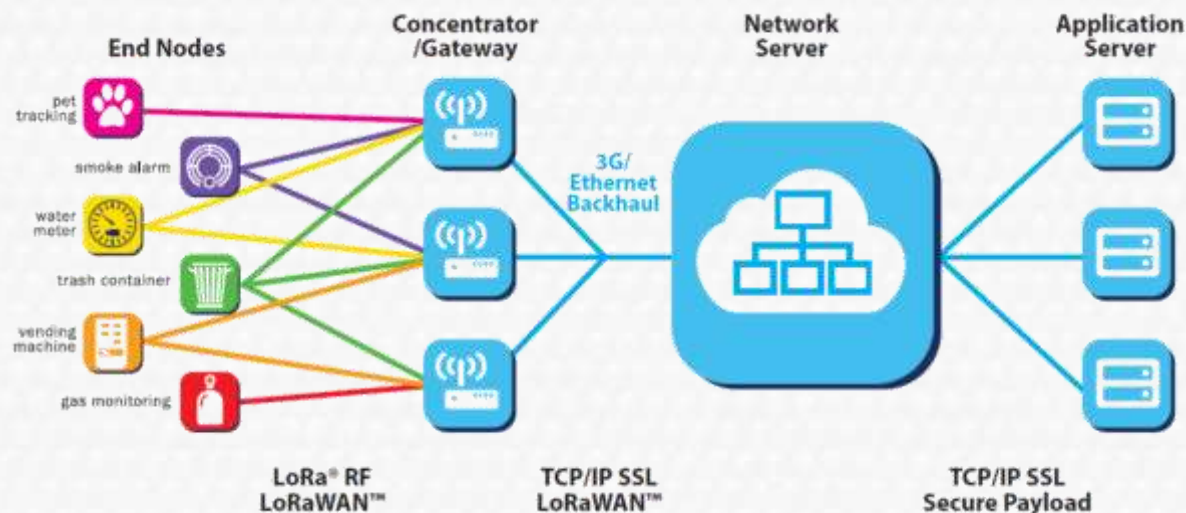 End Nodes
Concentrator
/Gateway
Network
Server
Application
Server
pet
tracking
smoke alarm
water
meter
trash container
vending
machine
gas monitoring
3G/
Ethernet
Backhaul
LoRa® RF
LoRaWAN™
TCP/IP SSL
LoRaWAN™
TCP/IP SSL
Secure Payload